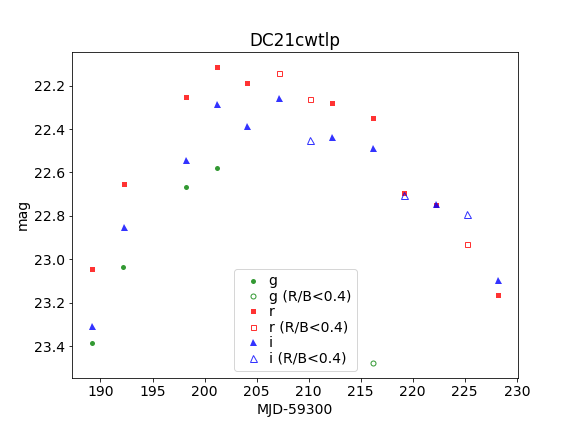 DC21cwtlp
mag
22.2
22.4
22.6
22.8
23.0
23.2
23.4
g
g (R/B<0.4)
r
r (R/B<0.4)
i
i (R/B<0.4)
190 195 200 205 210 215 220 225 230
MJD-59300